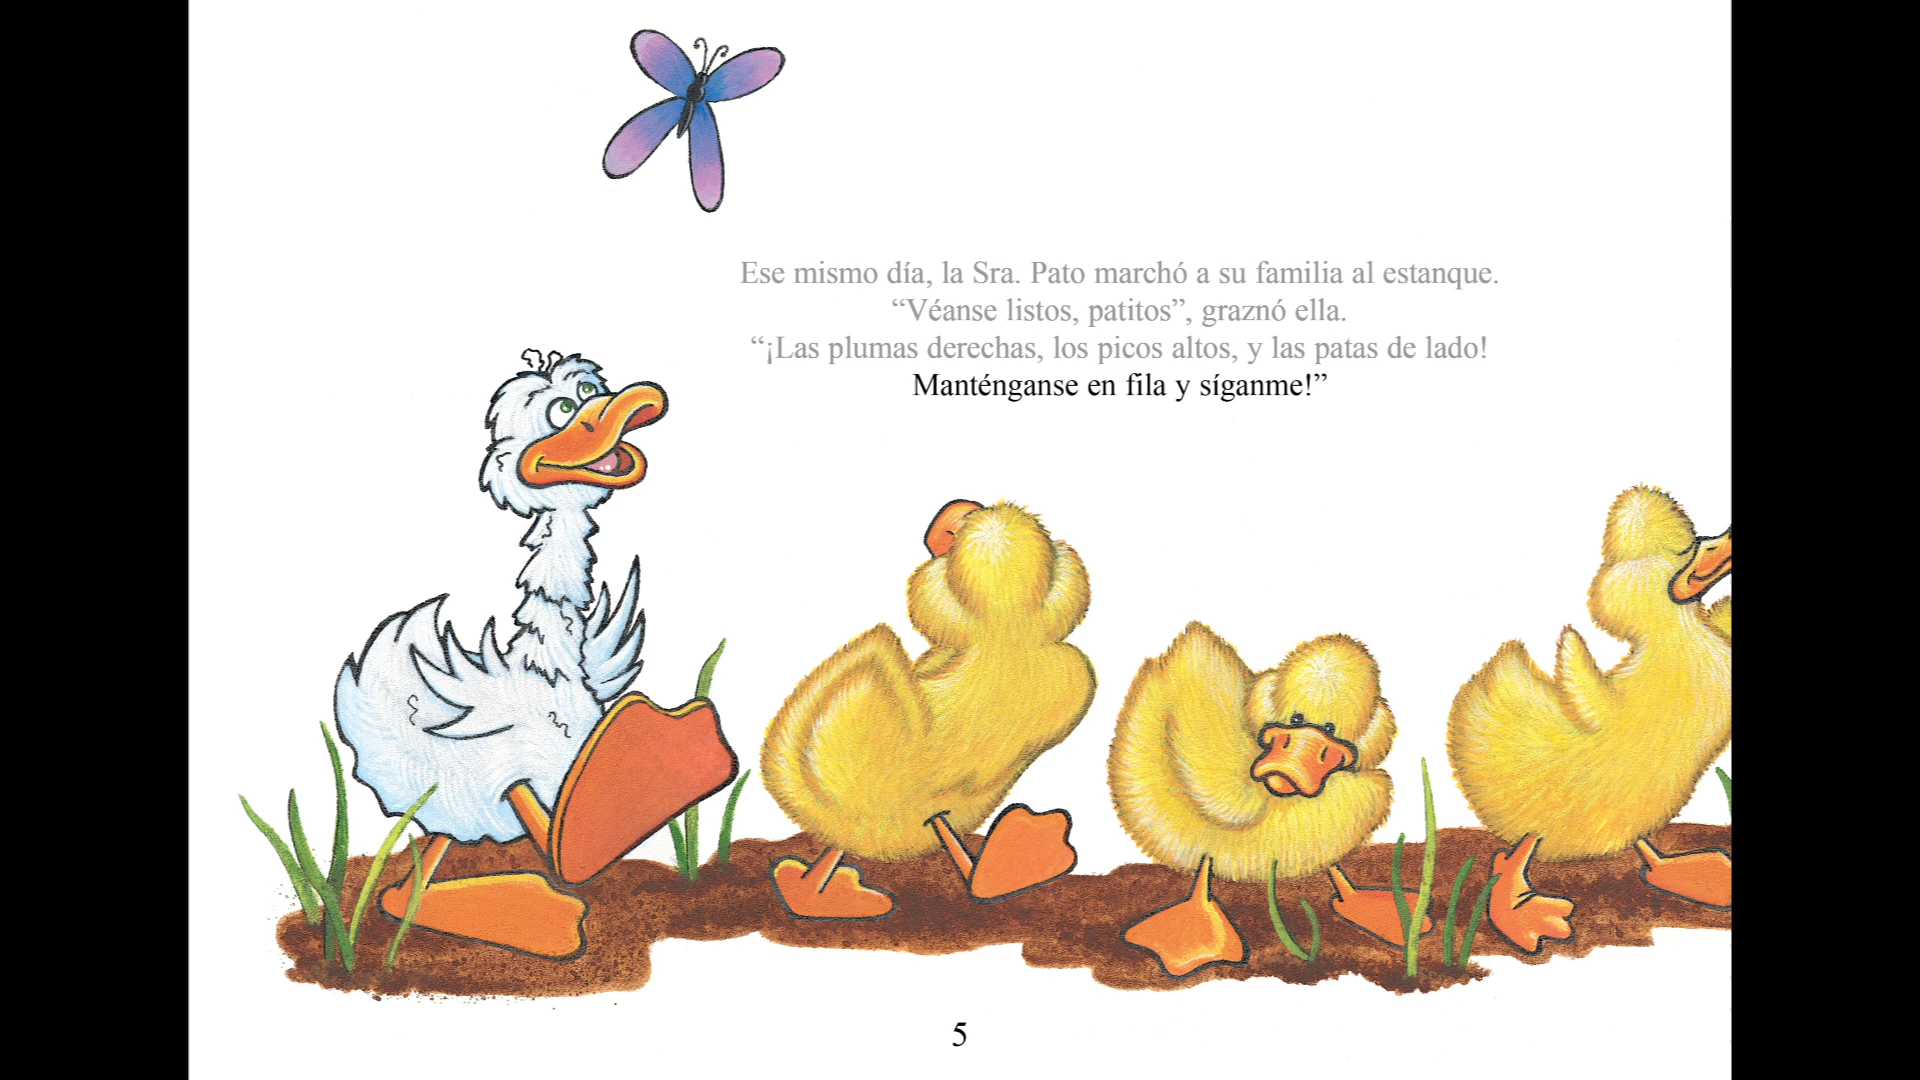 Ese mismo día, la Sra. Pato marchó a su familia al estanque.
“Véanse listos, patitos”, graznó ella.
“¡Las plumas derechas, los picos altos, y las patas de lado!
Manténganse en fila y síganme!”
5